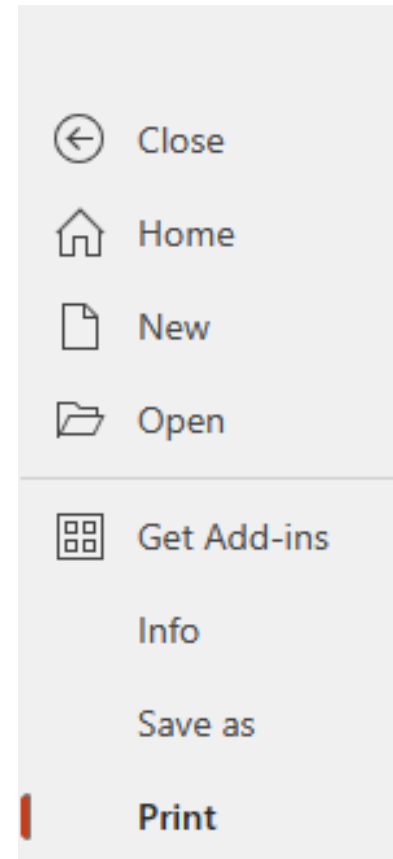 Close
Home
New
Open
Get Add-ins
Info
Save as
Print